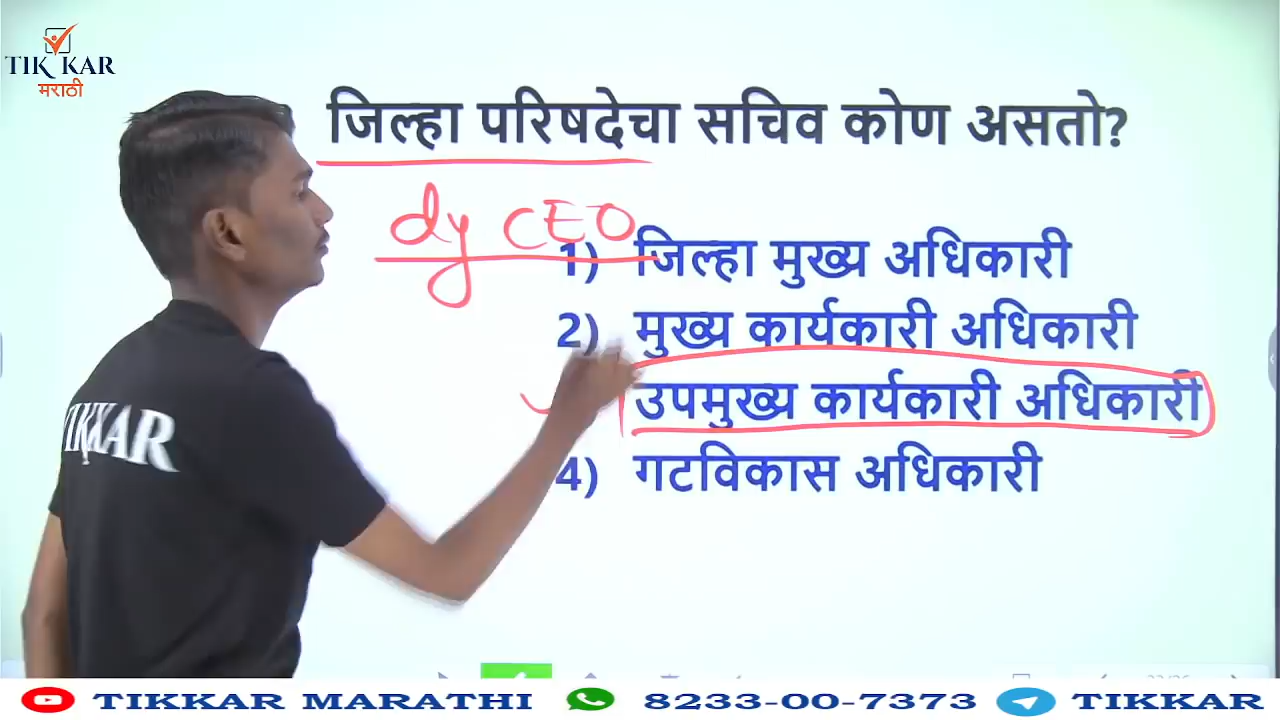 TIK KAR
मराठी
जिल्हा परिषदेचा सचिव कोण असतो?
dy CEO
1) जिल्हा मुख्य अधिकारी
2) मुख्य कार्यकारी अधिकारी
उपमुख्य कार्यकारी अधिकारी
4) गटविकास अधिकारी
TIKKAR
TIKKAR MARATHI 8233-00-7373 TIKKAR